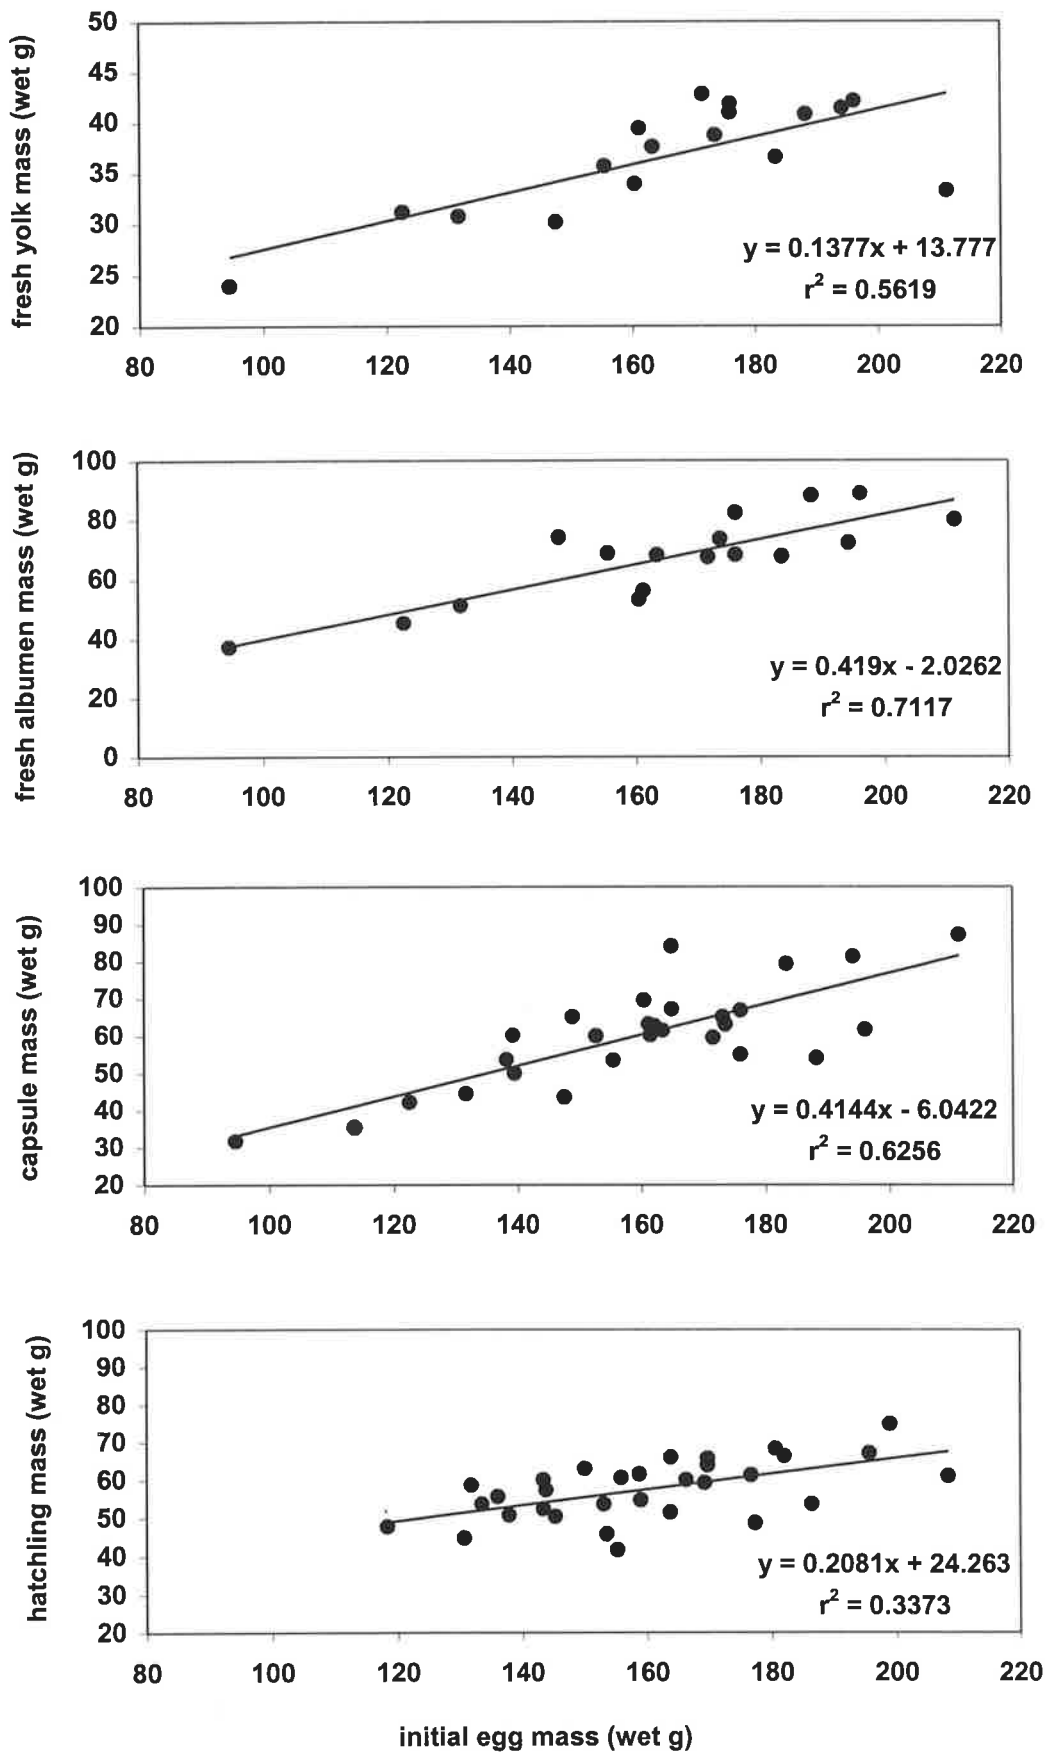 fresh yolk mass (wet g)
50
45
40
35
30
25
20
y = 0.1377x + 13.777
r² = 0.5619
80 100 120 140 160 180 200 220
fresh albumen mass (wet g)
100
80
60
40
20
0
y = 0.419x - 2.0262
r² = 0.7117
80 100 120 140 160 180 200 220
capsule mass (wet g)
100
90
80
70
60
50
40
30
20
y = 0.4144x - 6.0422
r² = 0.6256
80 100 120 140 160 180 200 220
hatchling mass (wet g)
100
90
80
70
60
50
40
30
20
y = 0.2081x + 24.263
r² = 0.3373
80 100 120 140 160 180 200 220
initial egg mass (wet g)